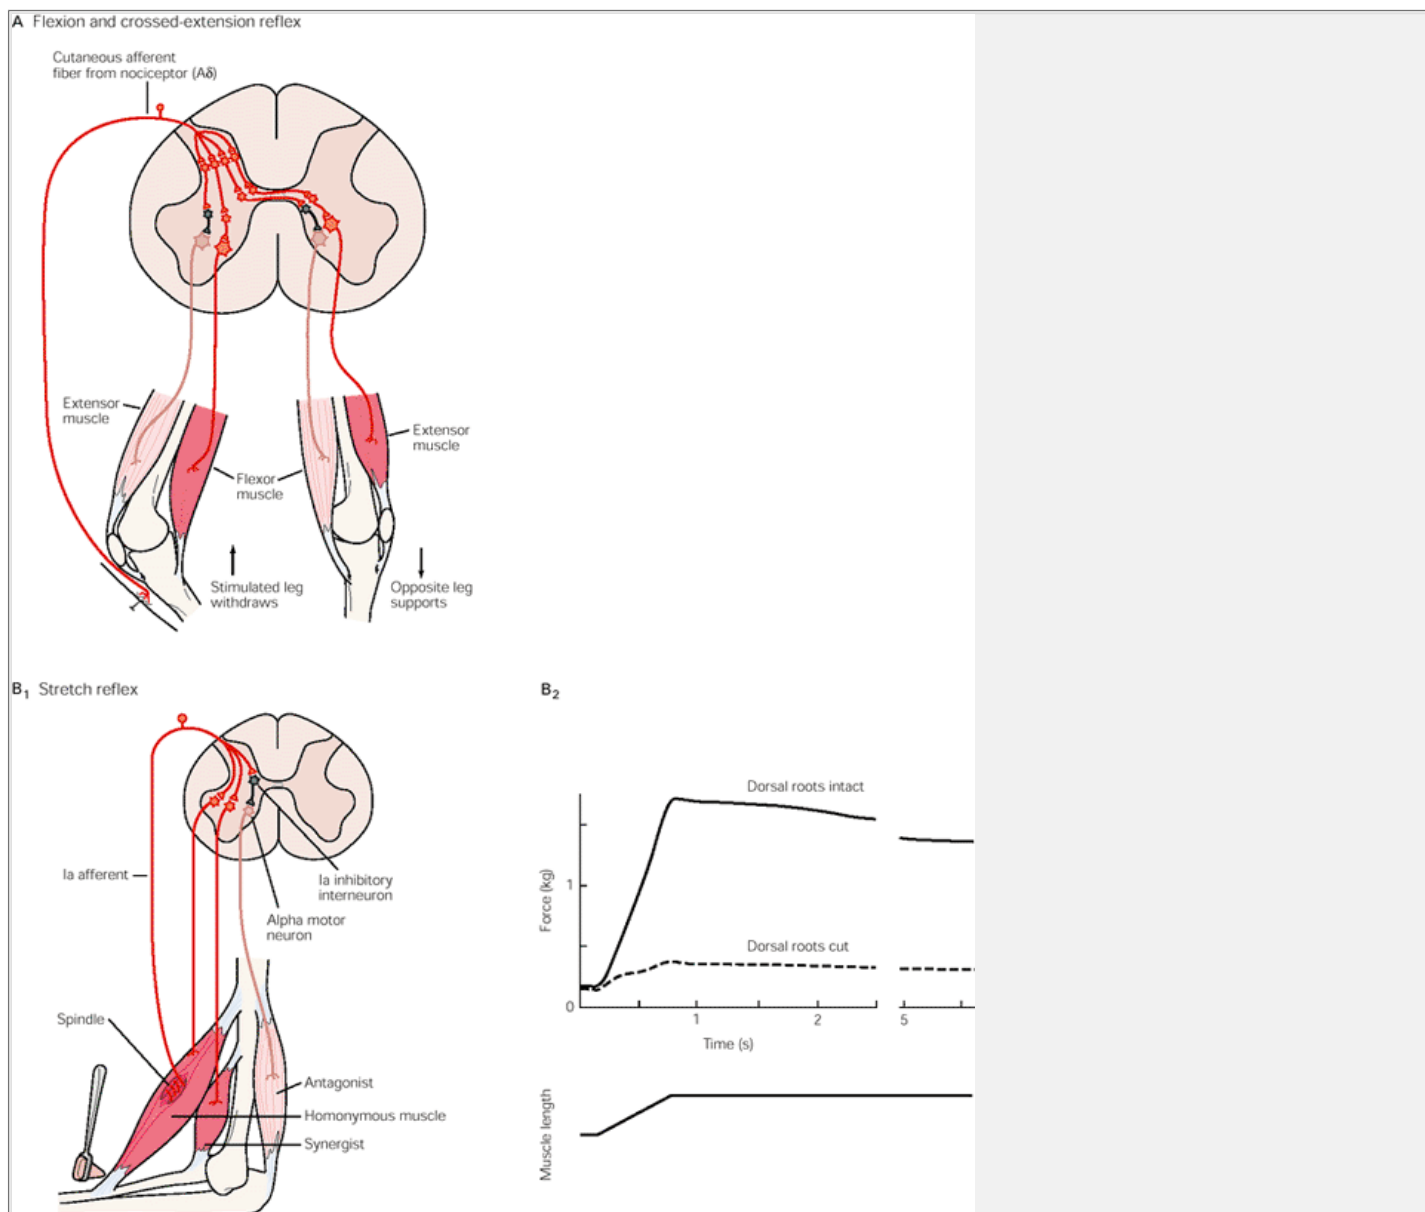 A Flexion and crossed-extension reflex
Cutaneous afferent
fiber from nociceptor (Aδ)
Extensor
muscle
Extensor
muscle
Flexor
muscle
Stimulated leg
withdraws
Opposite leg
supports
B1 Stretch reflex
Ia afferent
Ia inhibitory
interneuron
Alpha motor
neuron
Spindle
Antagonist
Homonymous muscle
Synergist
B2
Dorsal roots intact
Force (kg)
1
Dorsal roots cut
0
1 2 5
Time (s)
Muscle length